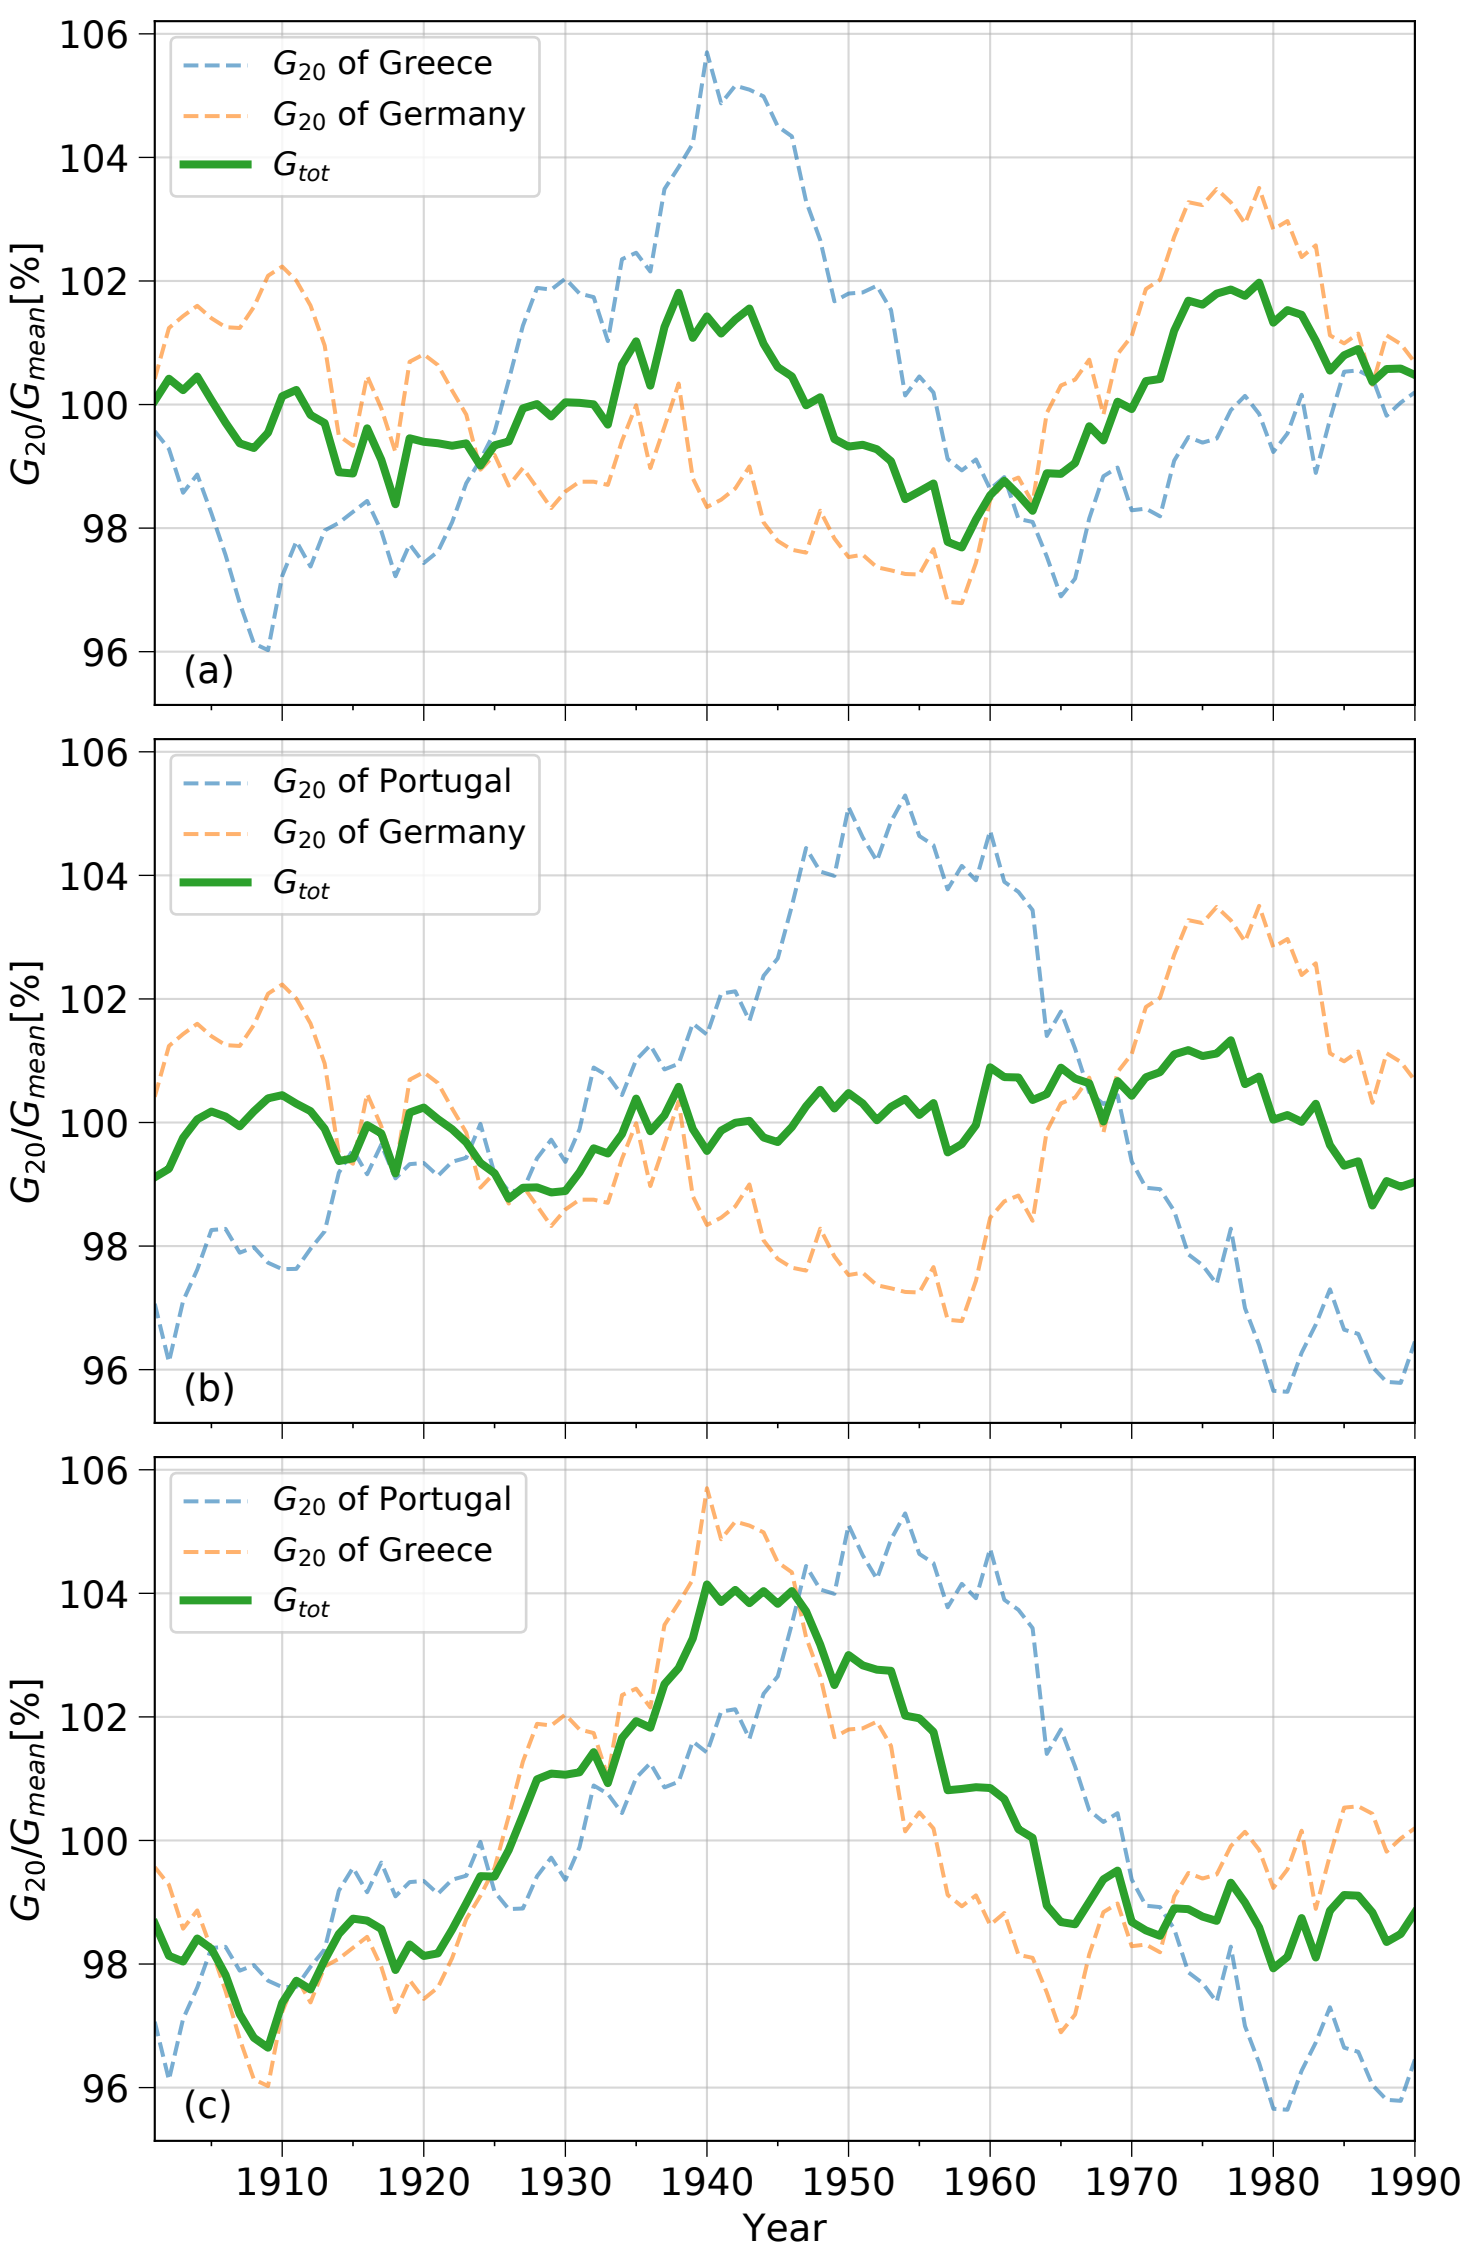 106
104
102
100
98
96
G20/Gmean[%]
G20 of Greece
G20 of Germany
Gtot
(a)
106
104
102
100
98
96
G20/Gmean[%]
G20 of Portugal
G20 of Germany
Gtot
(b)
106
104
102
100
98
96
G20/Gmean[%]
G20 of Portugal
G20 of Greece
Gtot
(c)
1910 1920 1930 1940 1950 1960 1970 1980 1990
Year